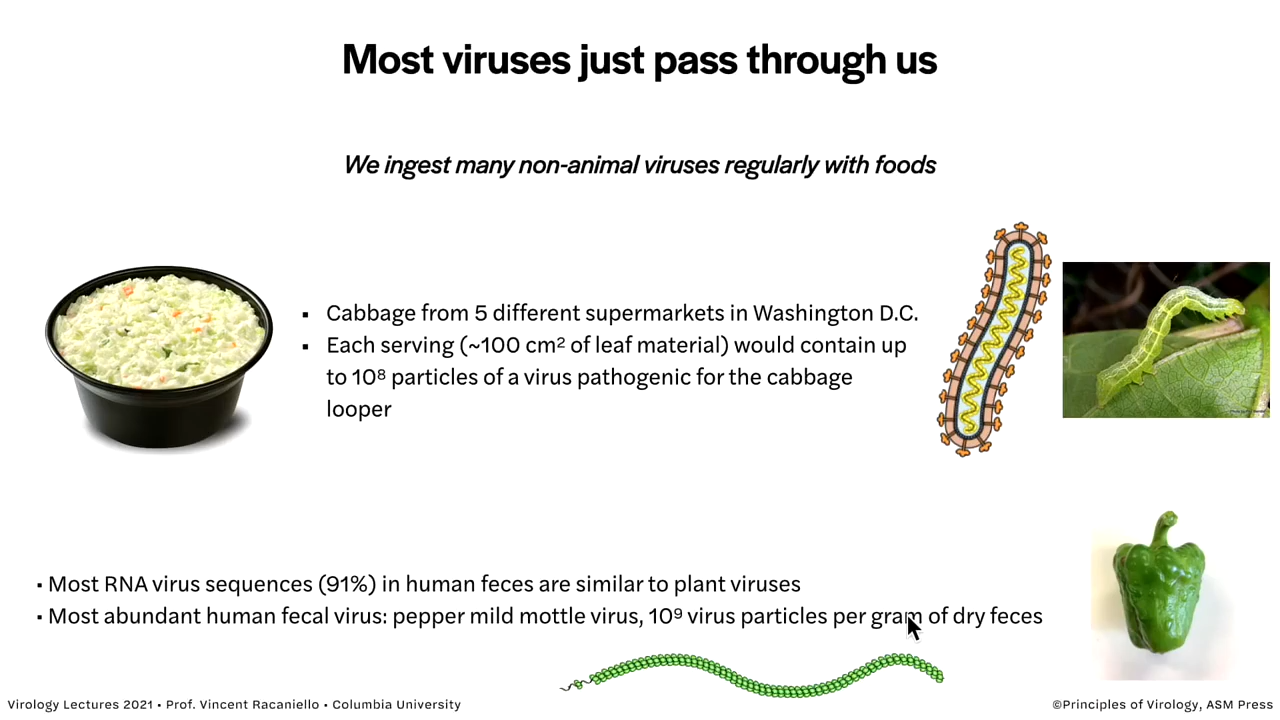 Most viruses just pass through us
We ingest many non-animal viruses regularly with foods
▪ Cabbage from 5 different supermarkets in Washington D.C.
▪ Each serving (~100 cm² of leaf material) would contain up
to 10⁸ particles of a virus pathogenic for the cabbage
looper
▪ Most RNA virus sequences (91%) in human feces are similar to plant viruses
▪ Most abundant human fecal virus: pepper mild mottle virus, 10⁹ virus particles per gram of dry feces
Virology Lectures 2021 • Prof. Vincent Racaniello • Columbia University
©Principles of Virology, ASM Press